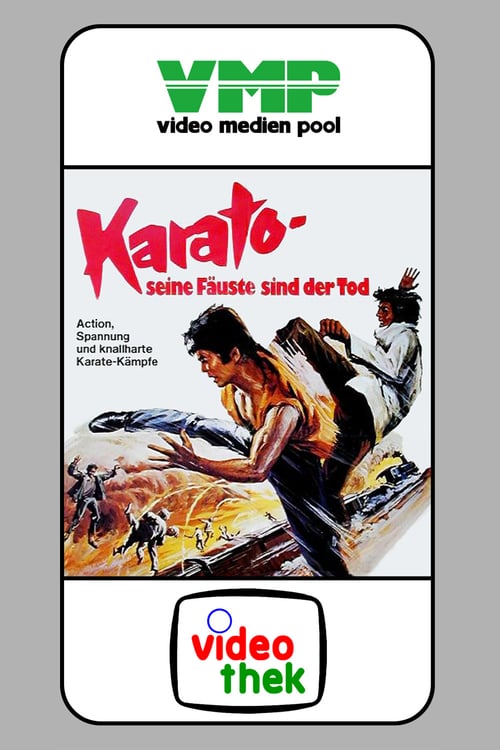 VMP
video medien pool
Karato-
seine Fäuste sind der Tod
Action,
Spannung
und knallharte
Karate-Kämpfe
video
thek